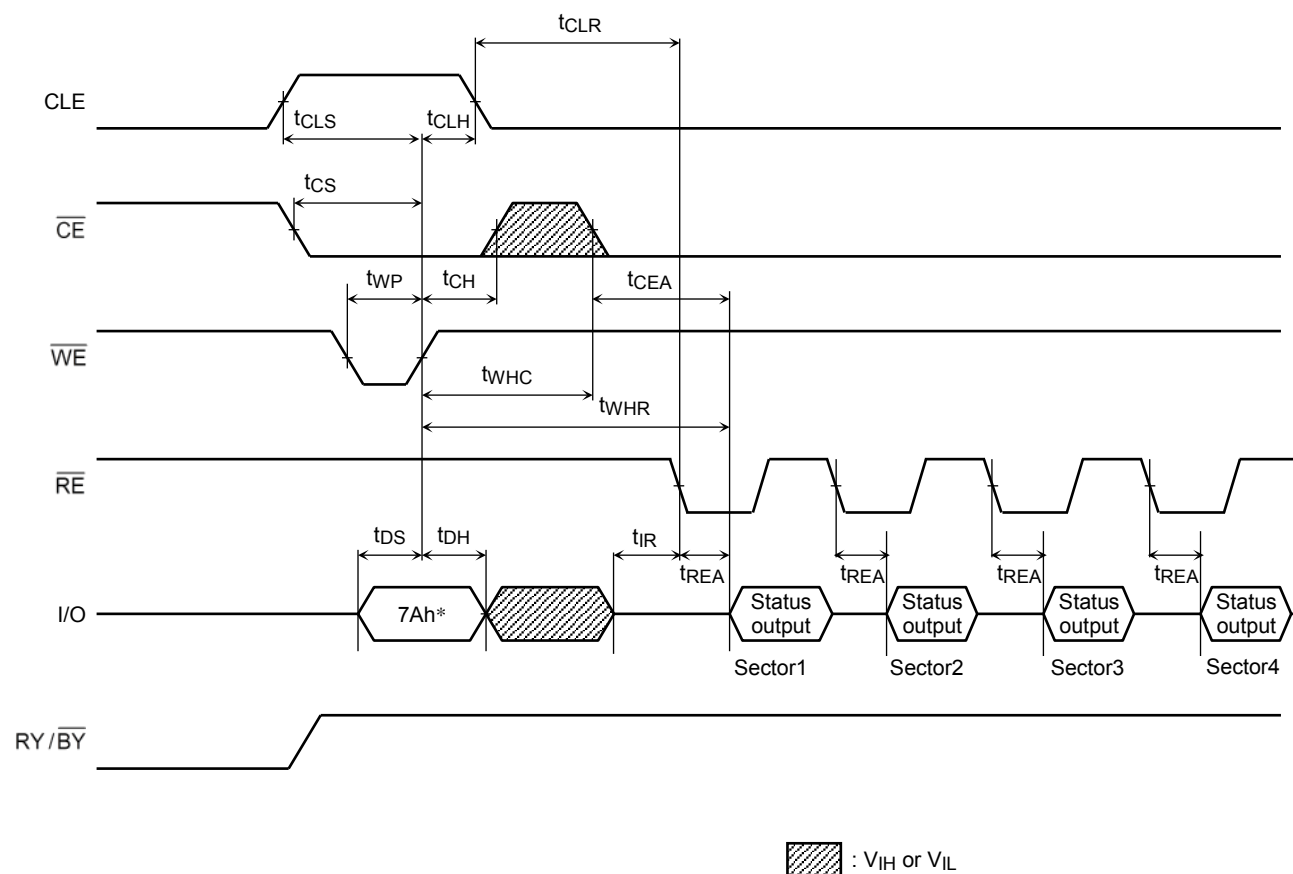 tCLR
CLE
tCLS
tCLH
tCS
CE
tWP
tCH
tCEA
WE
tWHC
tWHR
RE
tDS
tDH
tIR
tREA
tREA
tREA
tREA
I/O
7Ah*
Status output
Status output
Status output
Status output
Sector1
Sector2
Sector3
Sector4
RY/BY
: VIH or VIL